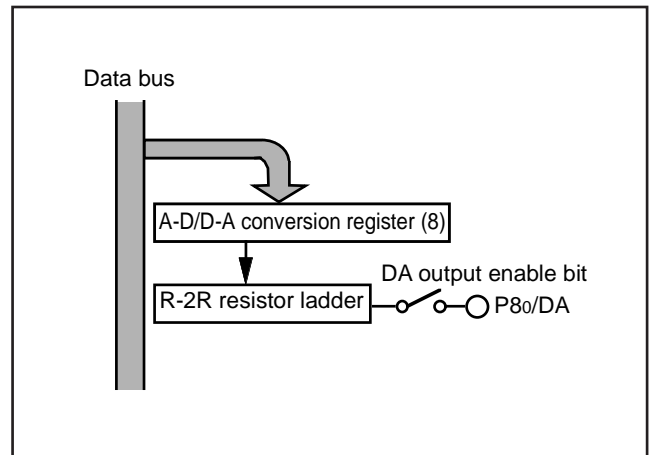 Data bus
A-D/D-A conversion register (8)
DA output enable bit
R-2R resistor ladder
P80/DA